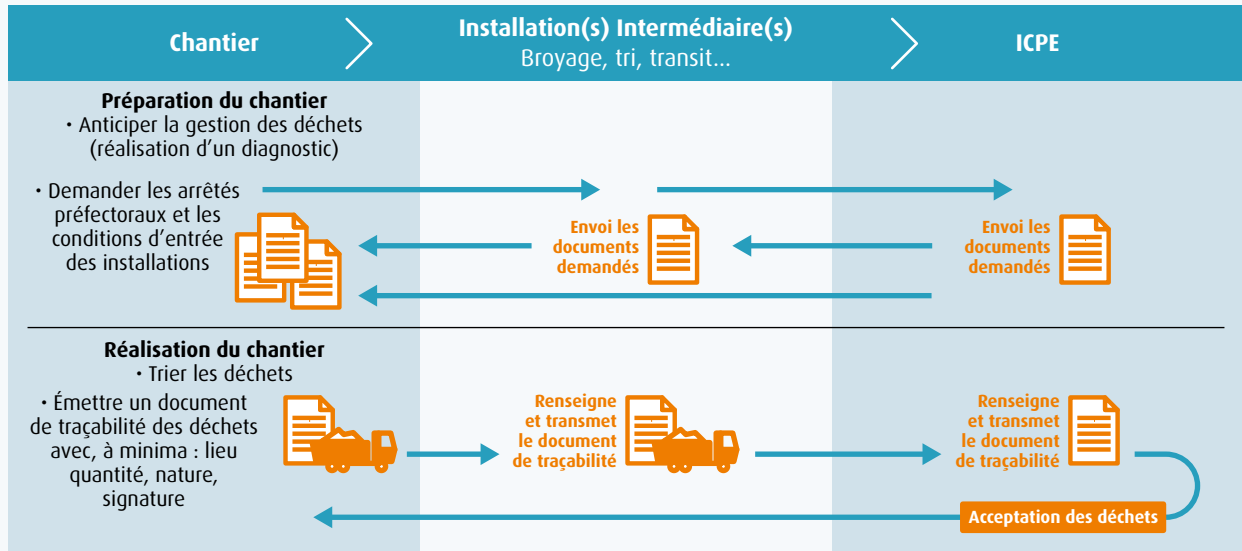 Chantier
Installation(s) Intermédiaire(s)
Broyage, tri, transit...
ICPE
Préparation du chantier
• Anticiper la gestion des déchets
(réalisation d'un diagnostic)
• Demander les arrêtés
préfectoraux et les
conditions d'entrée
des installations
Envoi les
documents
demandés
Envoi les
documents
demandés
Réalisation du chantier
• Trier les déchets
• Émettre un document
de traçabilité des déchets
avec, à minima : lieu
quantité, nature,
signature
Renseigne
et transmet
le document
de traçabilité
Renseigne
et transmet
le document
de traçabilité
Acceptation des déchets